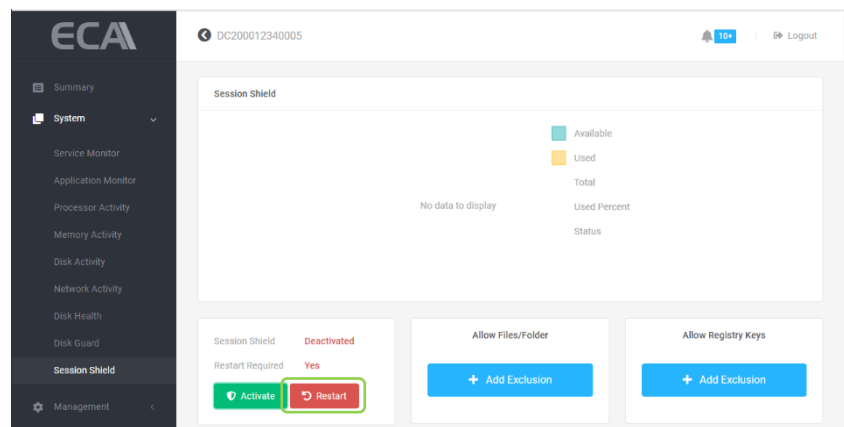 ECA
DC200012340005
10+
Logout
Summary
System
Service Monitor
Application Monitor
Processor Activity
Memory Activity
Disk Activity
Network Activity
Disk Health
Disk Guard
Session Shield
Management
Session Shield
Available
Used
Total
No data to display
Used Percent
Status
Session Shield Deactivated
Restart Required Yes
Activate Restart
Allow Files/Folder
+ Add Exclusion
Allow Registry Keys
+ Add Exclusion